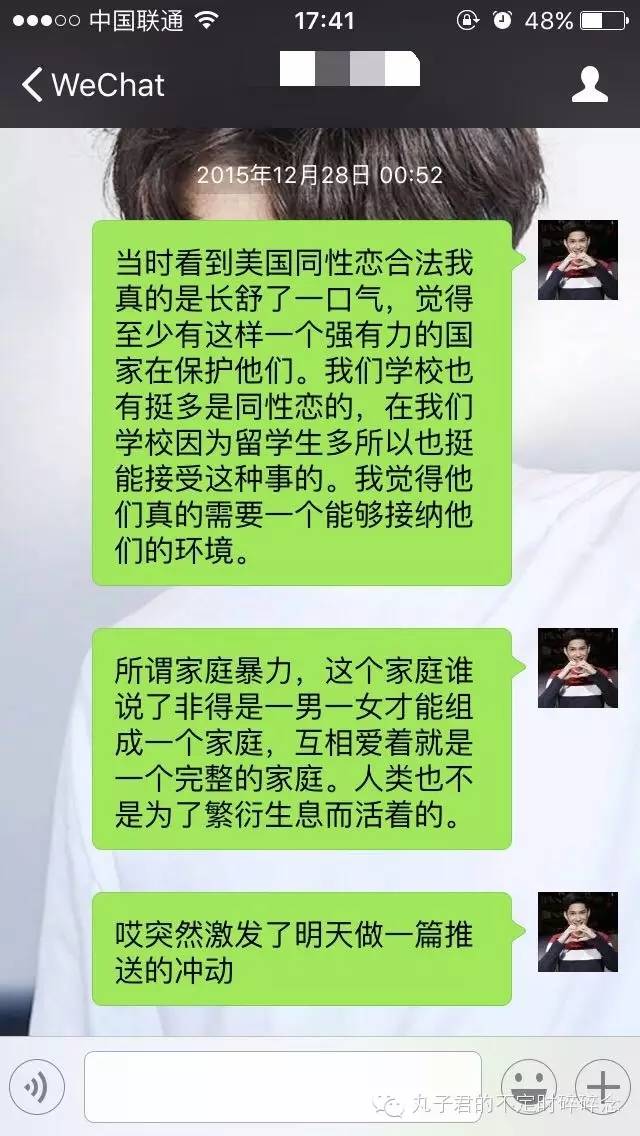 中国联通 17:41 48%
WeChat
2015年12月28日 00:52
当时看到美国同性恋合法我
真的是长舒了一口气，觉得
至少有这样一个强有力的国
家在保护他们。我们学校也
有挺多是同性恋的，在我们
学校因为留学生多所以也挺
能接受这种事的。我觉得他
们真的需要一个能够接纳他
们的环境。
所谓家庭暴力，这个家庭谁
说了非得是一男一女才能组
成一个家庭，互相爱着就是
一个完整的家庭。人类也不
是为了繁衍生息而活着的。
哎突然激发了明天做一篇推
送的冲动
丸子君的不定时碎碎念